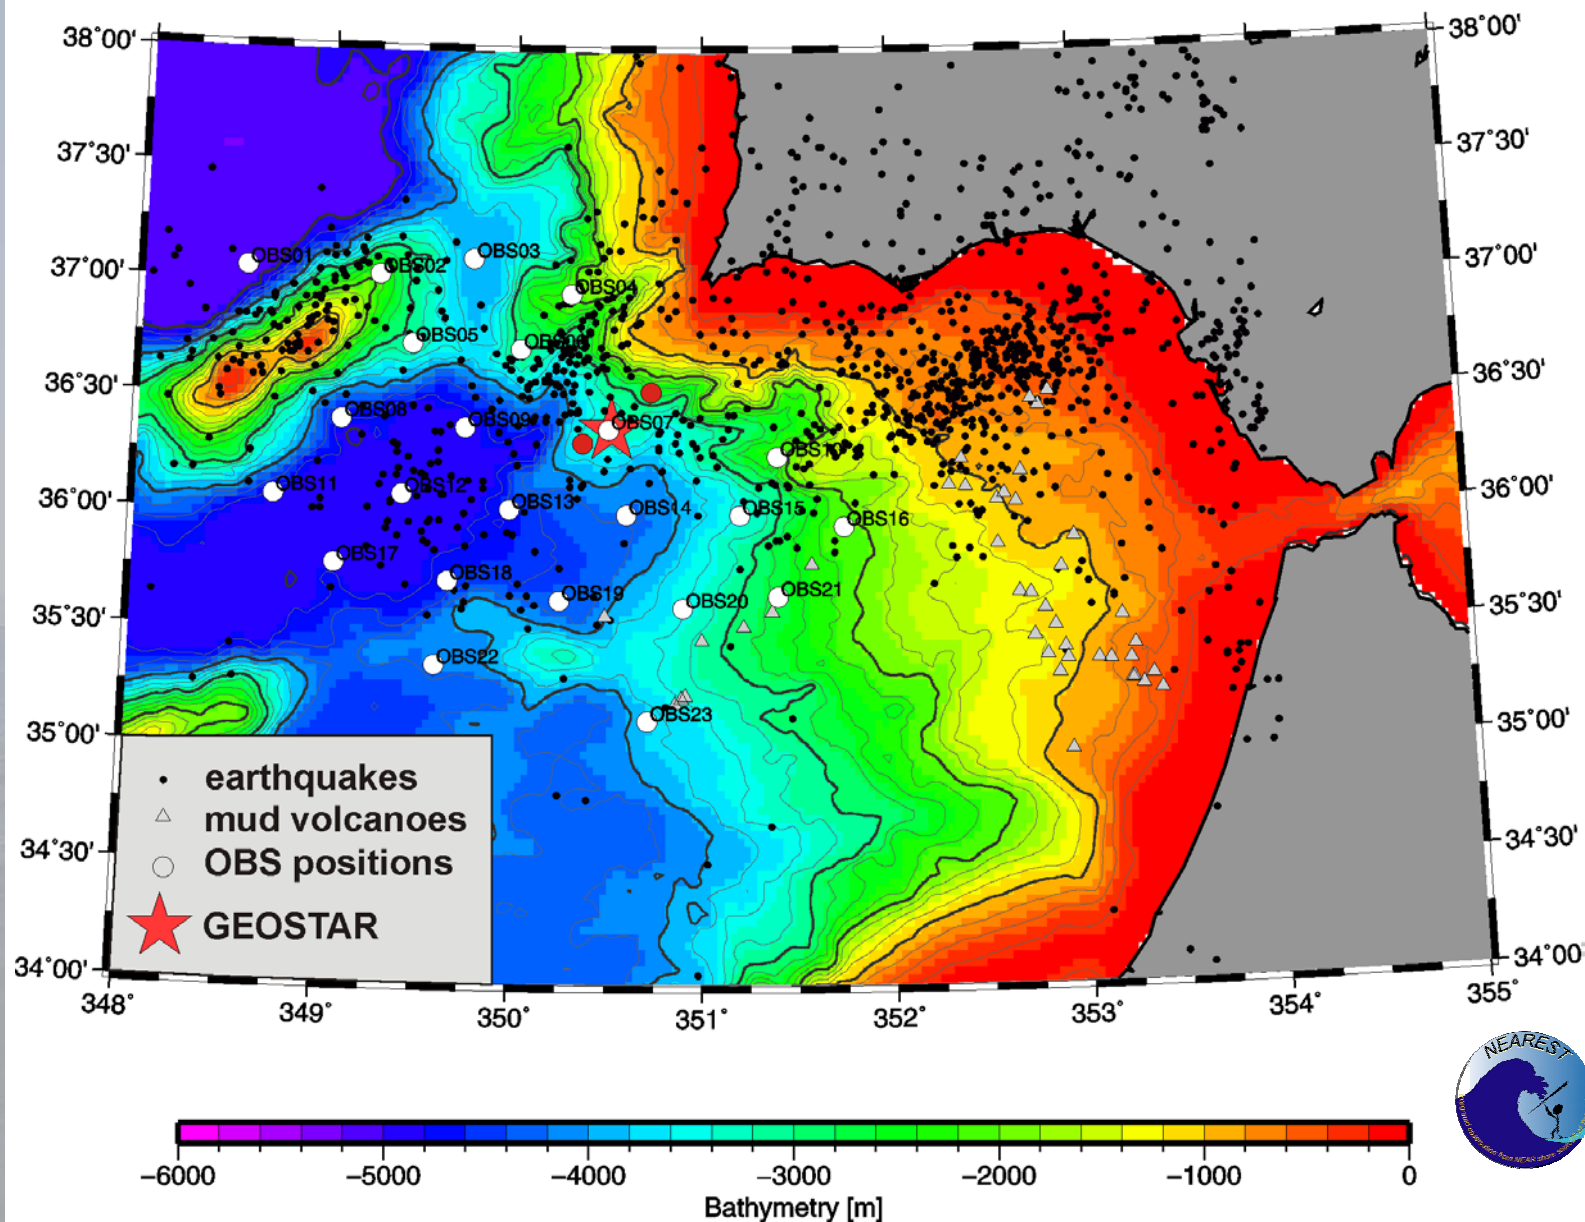 38°00'
38°00'
37°30'
37°30'
37°00'
37°00'
36°30'
36°30'
36°00'
36°00'
35°30'
35°30'
35°00'
35°00'
34°30'
34°30'
34°00'
34°00'
OBS01
OBS02
OBS03
OBS04
OBS05
OBS06
OBS07
OBS08
OBS09
OBS10
OBS11
OBS12
OBS13
OBS14
OBS15
OBS16
OBS17
OBS18
OBS19
OBS20
OBS21
OBS22
OBS23
earthquakes
mud volcanoes
OBS positions
GEOSTAR
348°
349°
350°
351°
352°
353°
354°
355°
NEAREST
−6000
−5000
−4000
−3000
−2000
−1000
0
Bathymetry [m]